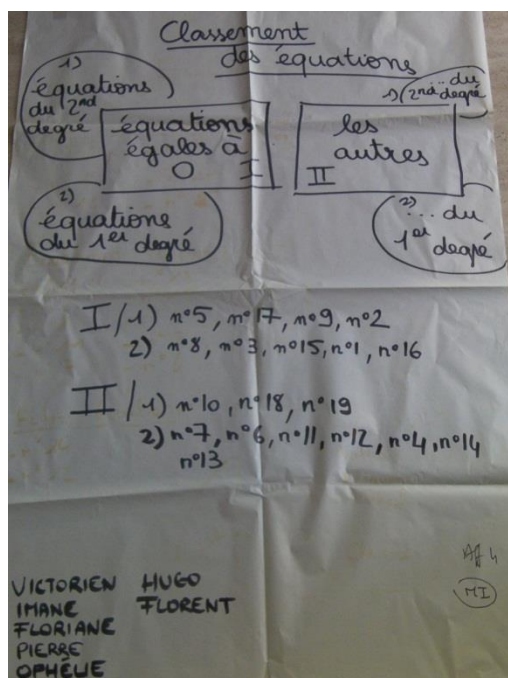 Classement
des équations
1)
équations
du 2nd
degré
équations
égales à
0 I
2)
équations
du 1er degré
1) 2nd... du
degré
les
autres
II
2) ... du
1er
degré
I/1) n°5, n°17, n°9, n°2
2) n°8, n°3, n°15, n°1, n°16
II/1) n°10, n°18, n°19
2) n°7, n°6, n°11, n°12, n°4, n°14
n°13
VICTORIEN HUGO
IMANE FLORENT
FLORIANE
PIERRE
OPHÉLIE
Aff 4
MI